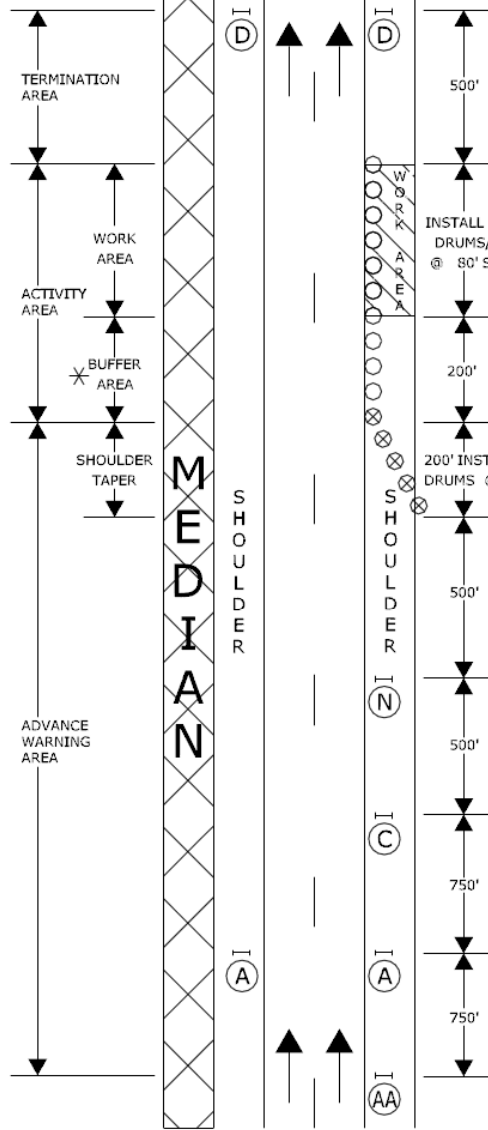 D
D
TERMINATION
AREA
500'
WORK AREA
WORK
AREA
INSTALL
DRUMS/
@ 80' S
ACTIVITY
AREA
BUFFER
AREA
200'
SHOULDER
TAPER
200' INST
DRUMS @
MEDIAN
SHOULDER
SHOULDER
500'
N
500'
ADVANCE
WARNING
AREA
C
750'
A
A
750'
AA